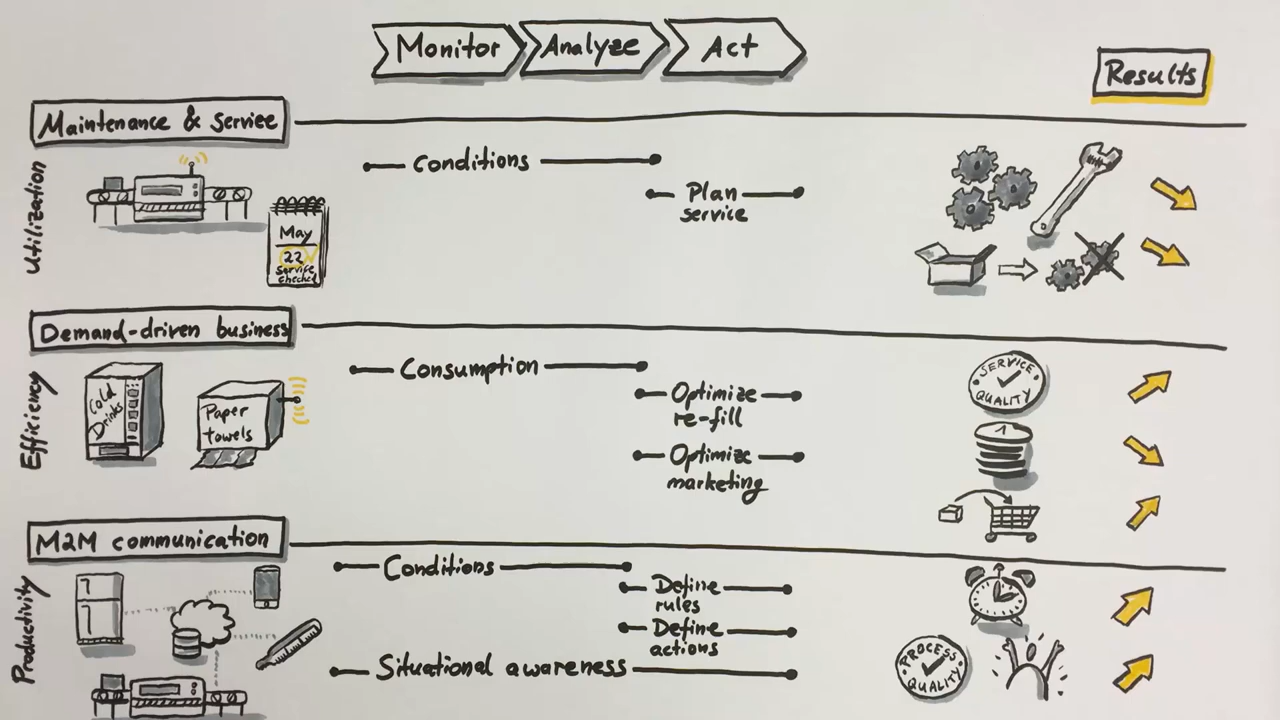 Monitor
Analyze
Act
Results
Maintenance & service
Utilization
May
22
Service
checked
Conditions
Plan
service
Demand-driven business
Efficiency
Cold
Drinks
Paper
towels
Consumption
Optimize
re-fill
Optimize
marketing
SERVICE
QUALITY
1
M2M communication
Productivity
Conditions
Define
rules
Define
actions
Situational awareness
PROCESS
QUALITY